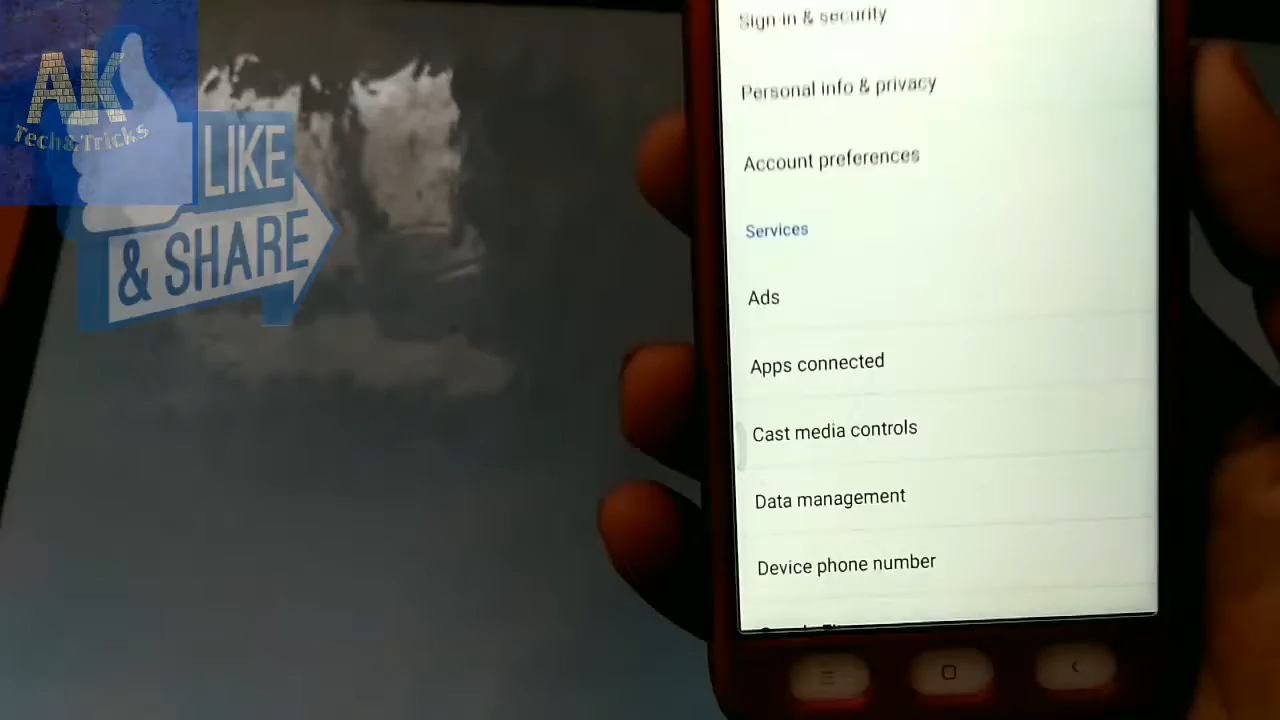 AK
Tech&Tricks
LIKE
& SHARE
Sign-in & security
Personal info & privacy
Account preferences
Services
Ads
Apps connected
Cast media controls
Data management
Device phone number